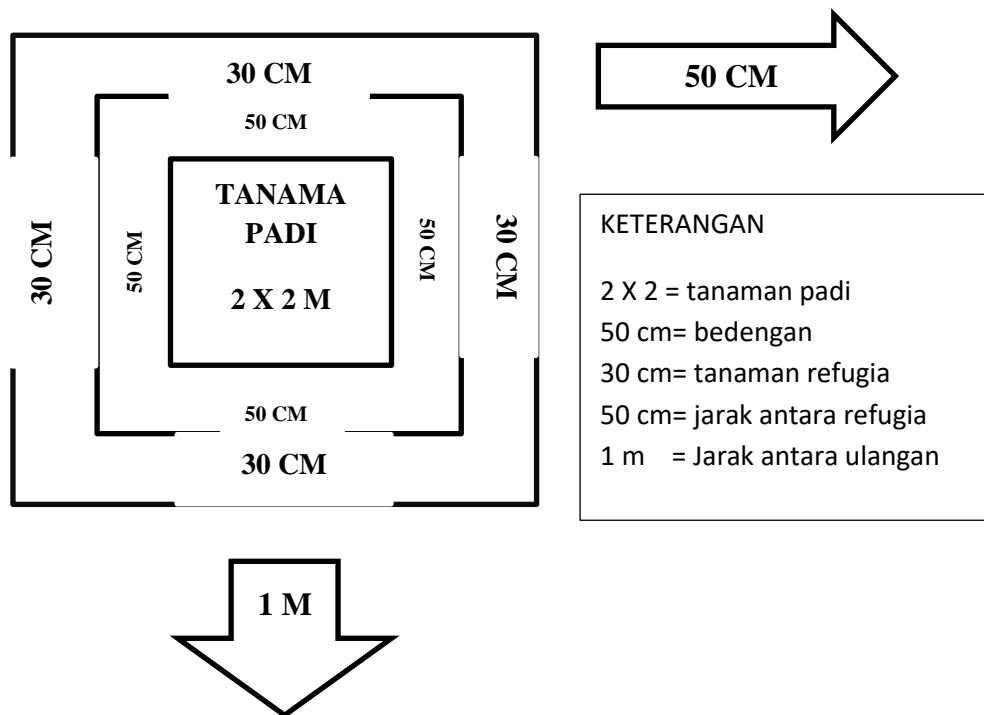 30 CM
50 CM
50 CM
TANAMA
PADI
2 X 2 M
30 CM
50 CM
50 CM
30 CM
50 CM
30 CM
KETERANGAN
2 X 2 = tanaman padi
50 cm= bedengan
30 cm= tanaman refugia
50 cm= jarak antara refugia
1 m = Jarak antara ulangan
1 M